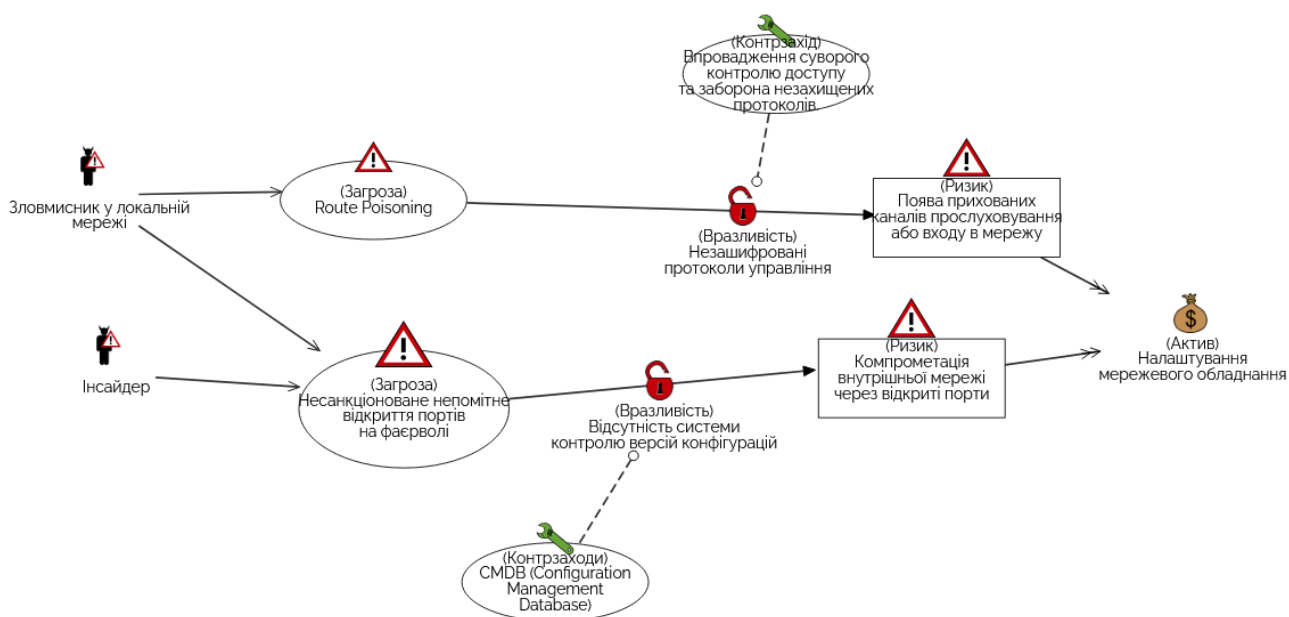 (Контрзахід)
Впровадження суворого
контролю доступу
та заборона незахищених
протоколів.
Зловмисник у локальній
мережі
(Загроза)
Route Poisoning
(Вразливість)
Незашифровані
протоколи управління
(Ризик)
Поява прихованих
каналів прослуховування
або входу в мережу
Інсайдер
(Загроза)
Несанкціоноване непомітне
відкриття портів
на фаєрволі
(Вразливість)
Відсутність системи
контролю версій конфігурацій
(Ризик)
Компрометація
внутрішньої мережі
через відкриті порти
$
(Актив)
Налаштування
мережевого обладнання
(Контрзаходи)
CMDB (Configuration
Management
Database)